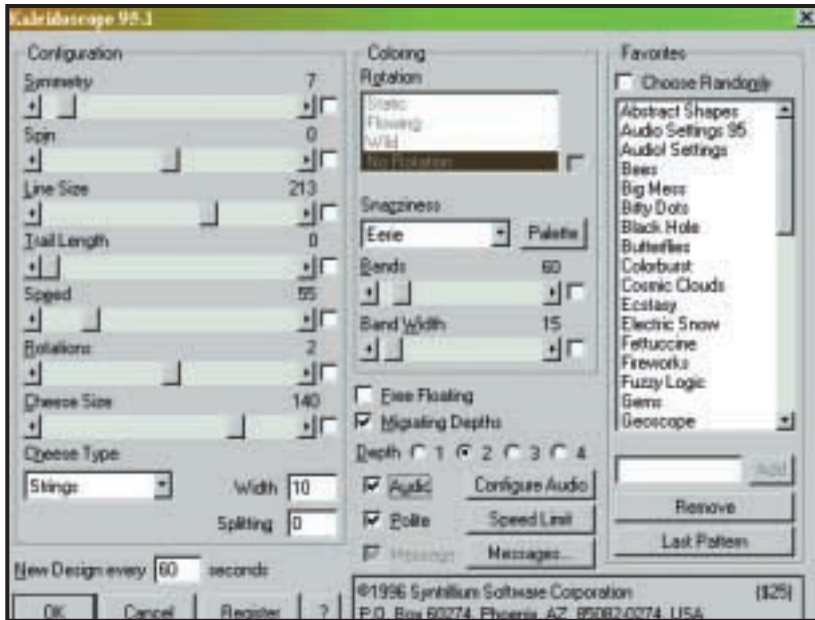 Kaleidoscope 95.1
Configuration
Symmetry 7
Spin 0
Line Size 213
Trail Length 0
Speed 55
Rotations 2
Cheese Size 140
Cheese Type
Strings
Width 10
Splitting 0
New Design every 60 seconds
OK Cancel Register ?
Coloring
Rotation
Static
Flowing
Wild
No Rotation
Snazziness
Eerie Palette
Bands 60
Band Width 15
Free Floating
Migrating Depths
Depth 1 2 3 4
Audio Configure Audio
Polite Speed Limit
Message Messages...
©1996 Syntrillium Software Corporation ($25)
P.O. Box 60274, Phoenix, AZ, 85082-0274, USA
Favorites
Choose Randomly
Abstract Shapes
Audio Settings 95
Audio! Settings
Bees
Big Mess
Bitty Dots
Black Hole
Butterflies
Colorburst
Cosmic Clouds
Ecstasy
Electric Snow
Fettuccine
Fireworks
Fuzzy Logic
Gems
Geoscope
Add
Remove
Last Pattern